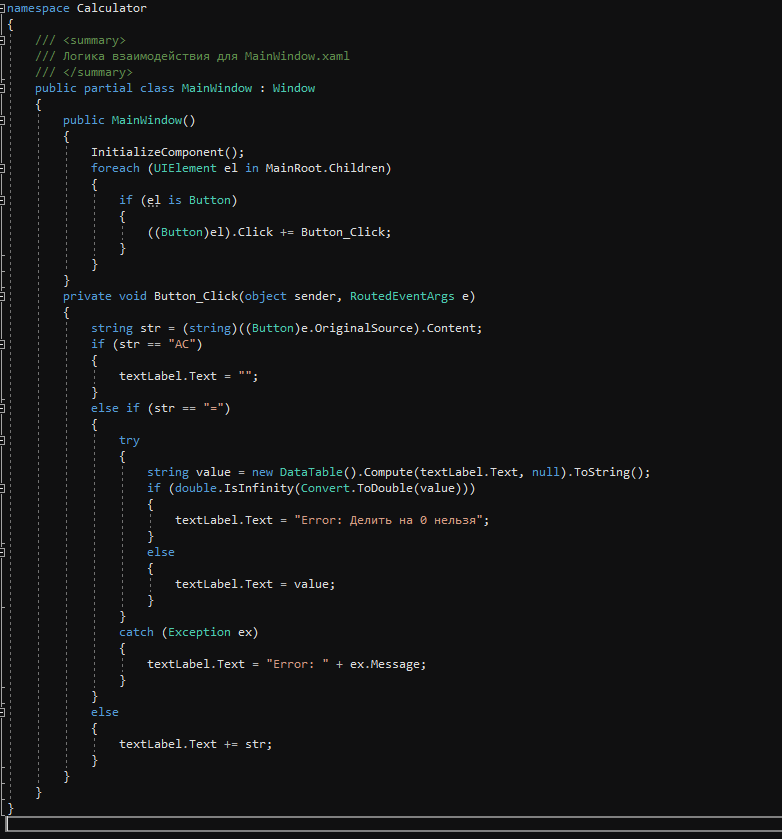 namespace Calculator
{
/// <summary>
/// Логика взаимодействия для MainWindow.xaml
/// </summary>
public partial class MainWindow : Window
{
public MainWindow()
{
InitializeComponent();
foreach (UIElement el in MainRoot.Children)
{
if (el is Button)
{
((Button)el).Click += Button_Click;
}
}
}
private void Button_Click(object sender, RoutedEventArgs e)
{
string str = (string)((Button)e.OriginalSource).Content;
if (str == "AC")
{
textLabel.Text = "";
}
else if (str == "=")
{
try
{
string value = new DataTable().Compute(textLabel.Text, null).ToString();
if (double.IsInfinity(Convert.ToDouble(value)))
{
textLabel.Text = "Error: Делить на 0 нельзя";
}
else
{
textLabel.Text = value;
}
}
catch (Exception ex)
{
textLabel.Text = "Error: " + ex.Message;
}
}
else
{
textLabel.Text += str;
}
}
}
}